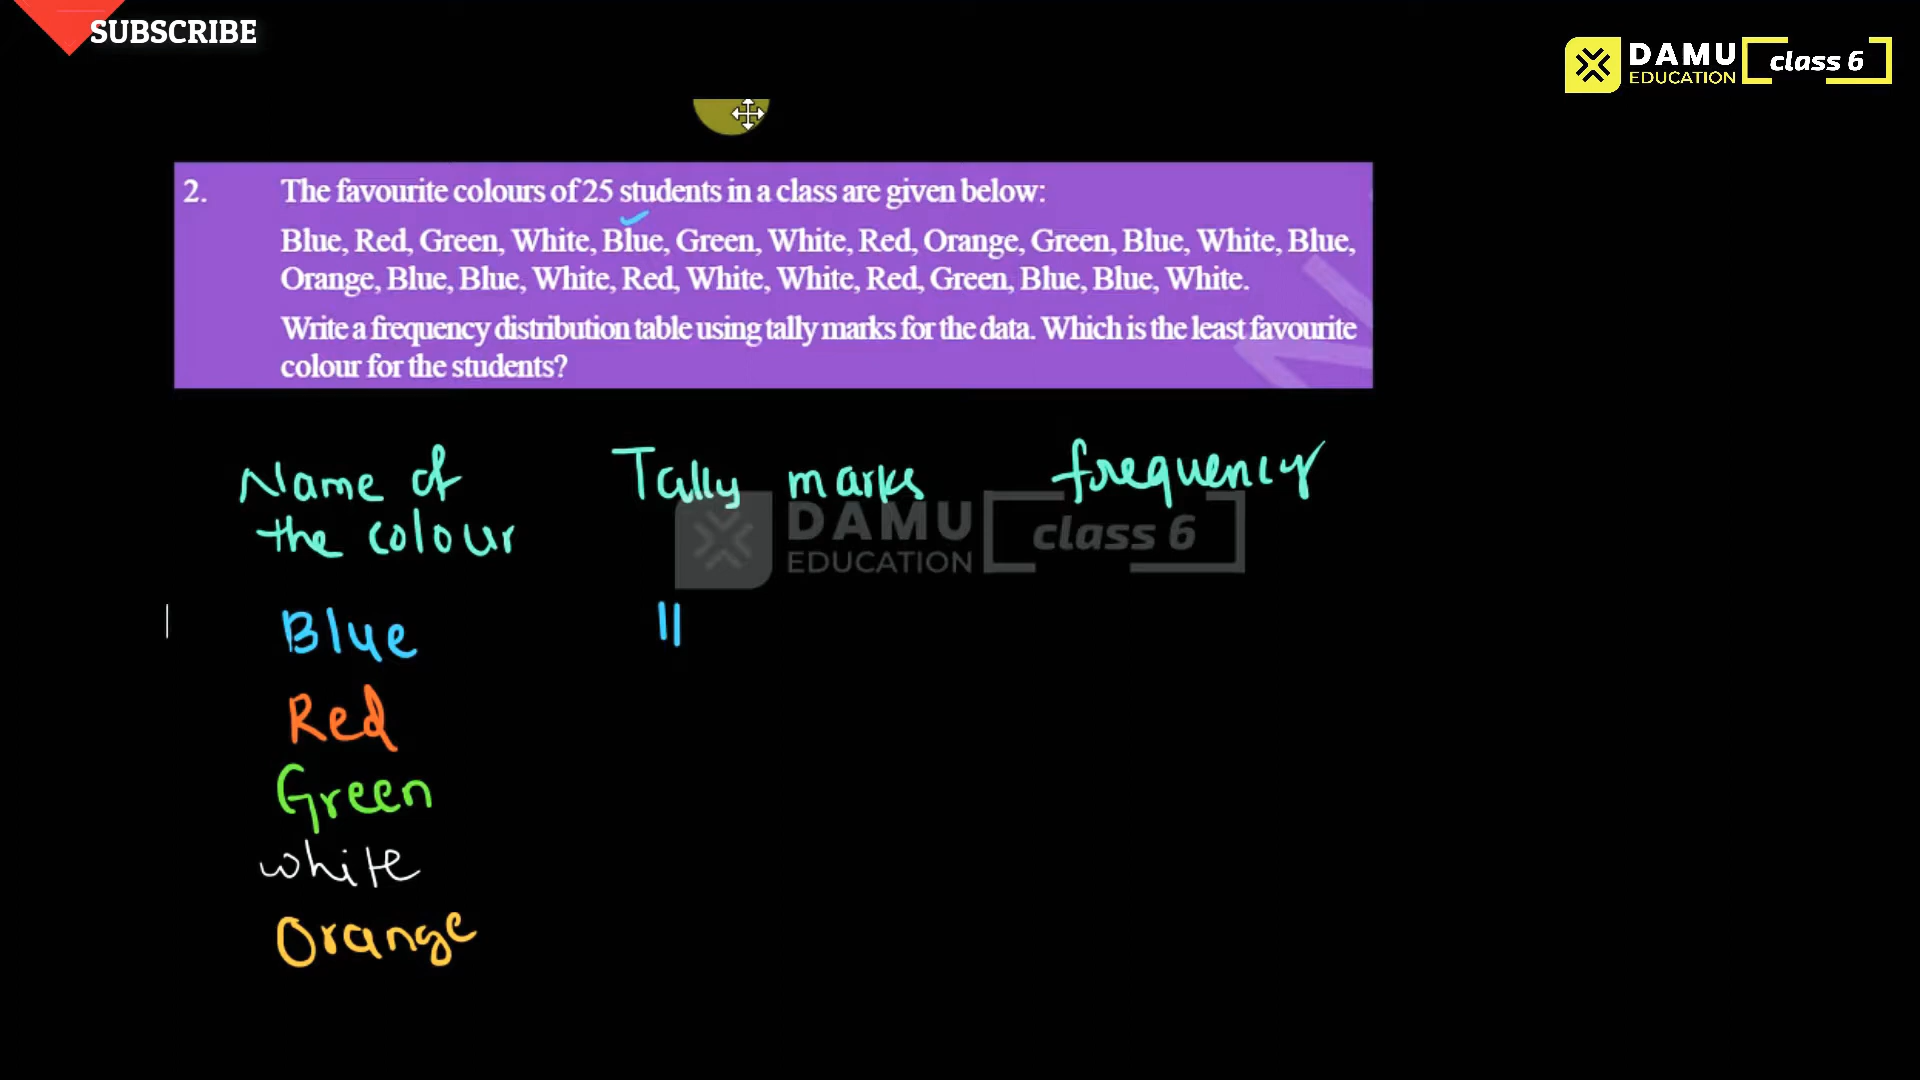 SUBSCRIBE
DAMU EDUCATION class 6
2. The favourite colours of 25 students in a class are given below:
Blue, Red, Green, White, Blue, Green, White, Red, Orange, Green, Blue, White, Blue,
Orange, Blue, Blue, White, Red, White, White, Red, Green, Blue, Blue, White.
Write a frequency distribution table using tally marks for the data. Which is the least favourite
colour for the students?
Name of the colour
Tally marks
frequency
DAMU EDUCATION class 6
Blue ||
Red
Green
white
Orange